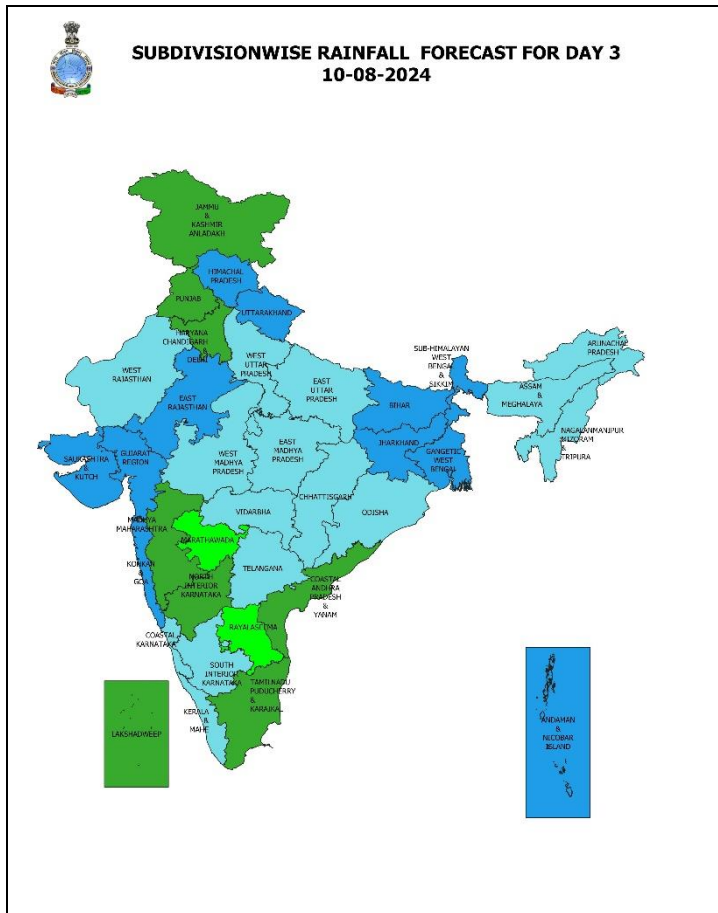 SUBDIVISIONWISE RAINFALL FORECAST FOR DAY 3
10-08-2024
JAMMU
&
KASHMIR
ANLADAKH
HIMACHAL
PRADESH
PUNJAB
UTTARAKHAND
HARYANA
CHANDIGARH
&
DELHI
WEST
RAJASTHAN
WEST
UTTAR
PRADESH
EAST
UTTAR
PRADESH
EAST
RAJASTHAN
SUB-HIMALAYAN
WEST
BENGAL
&
SIKKIM
ARUNACHAL
PRADESH
ASSAM
&
MEGHALAYA
NAGALANMANIPUR
MIZORAM
&
TRIPURA
BIHAR
JHARKHAND
GANGETIC
WEST
BENGAL
SAURASHTRA
&
KUTCH
GUJARAT
REGION
WEST
MADHYA
PRADESH
EAST
MADHYA
PRADESH
CHHATTISGARH
ODISHA
VIDARBHA
MADHYA
MAHARASHTRA
MARATHAWADA
KONKAN
&
GOA
TELANGANA
NORTH
INTERIOR
KARNATAKA
COASTAL
ANDHRA
PRADESH
&
YANAM
RAYALASEEMA
COASTAL
KARNATAKA
SOUTH
INTERIOR
KARNATAKA
TAMILNADU
PUDUCHERRY
&
KARAIKAL
KERALA
&
MAHE
LAKSHADWEEP
ANDAMAN
&
NICOBAR
ISLAND